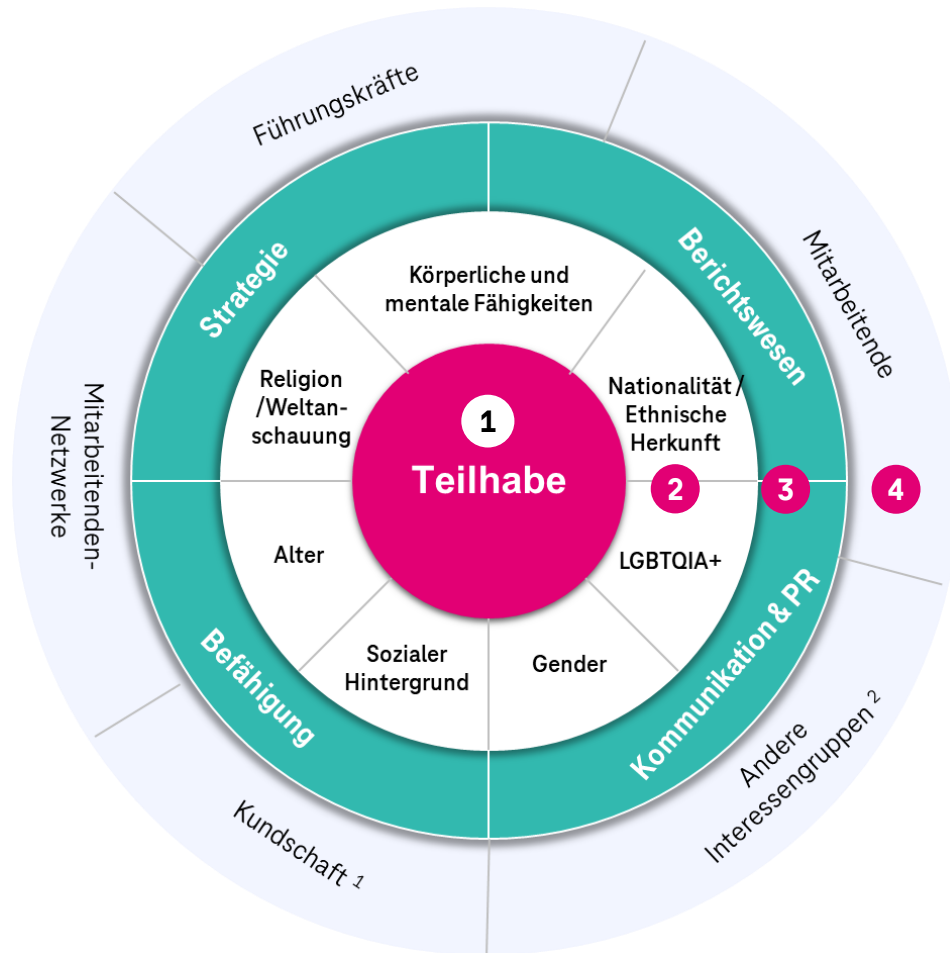 Führungskräfte
Mitarbeitende
Andere
Interessengruppen ²
Kundschaft ¹
Mitarbeitenden-
Netzwerke
Strategie
Berichtswesen
Kommunikation & PR
Befähigung
Körperliche und
mentale Fähigkeiten
Nationalität /
Ethnische
Herkunft
LGBTQIA+
Gender
Sozialer
Hintergrund
Alter
Religion
/Weltan-
schauung
1
Teilhabe
2
3
4